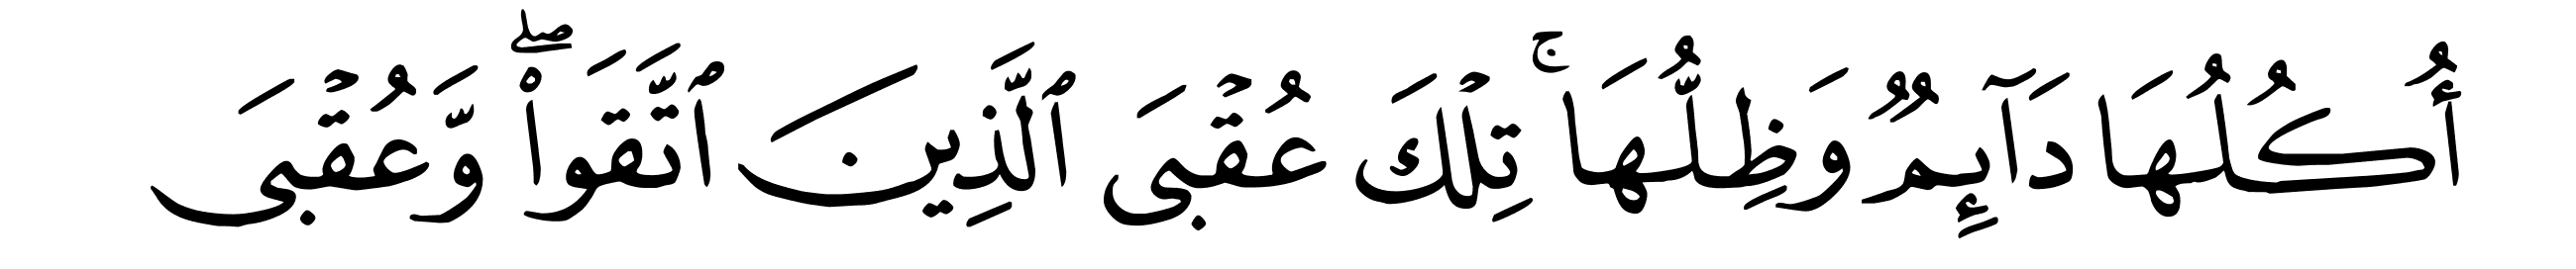 أُكُلُهَا دَآئِمٌ وَظِلُّهَاۚ تِلۡكَ عُقۡبَى ٱلَّذِينَ ٱتَّقَواْۖ وَّعُقۡبَى